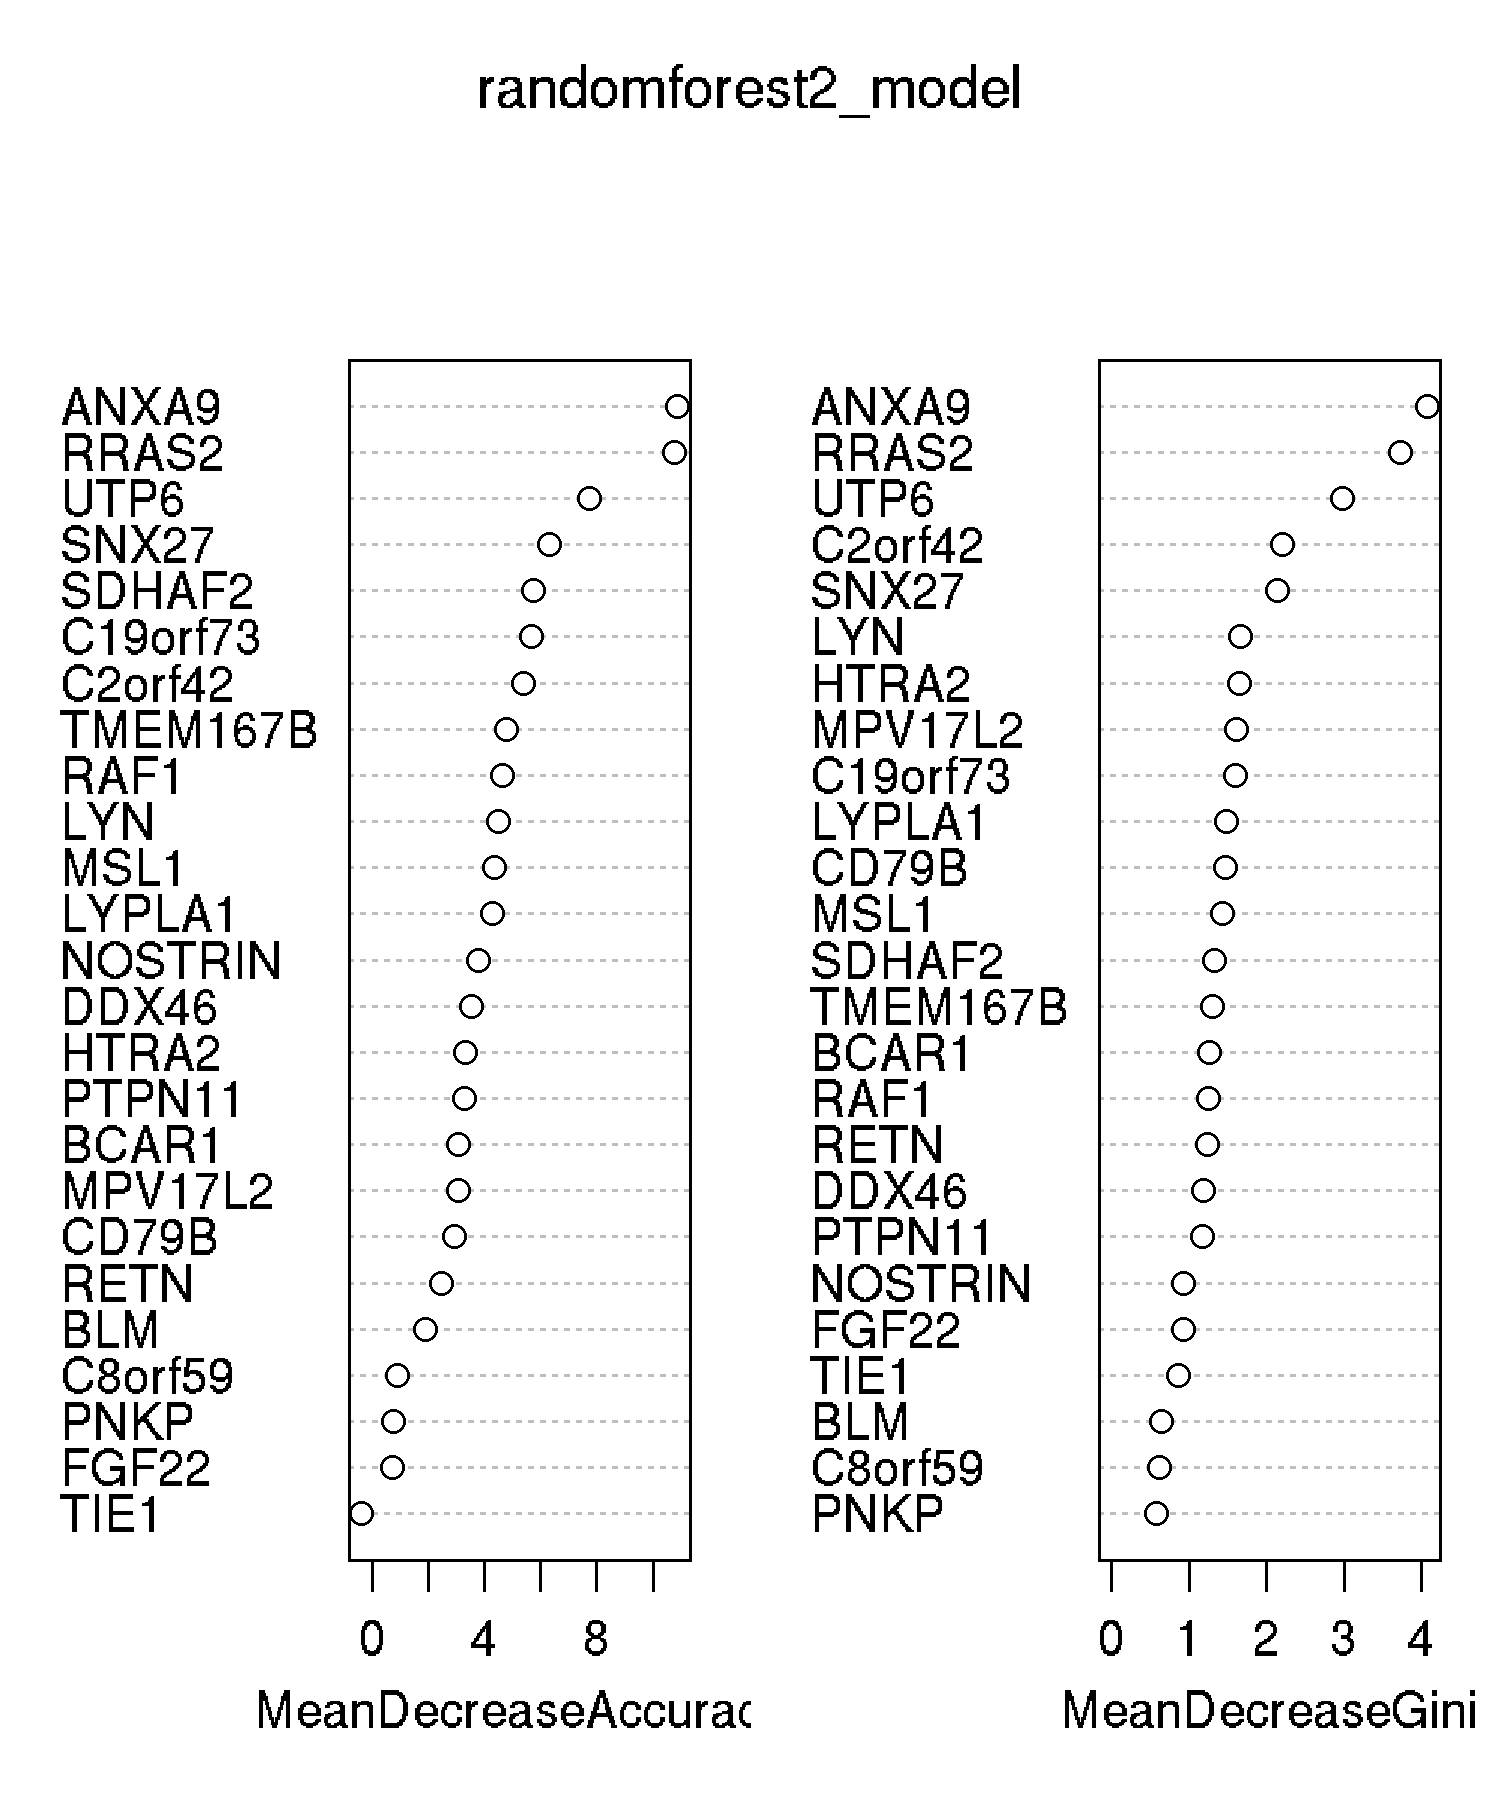 randomforest2_model
ANXA9
RRAS2
UTP6
SNX27
SDHAF2
C19orf73
C2orf42
TMEM167B
RAF1
LYN
MSL1
LYPLA1
NOSTRIN
DDX46
HTRA2
PTPN11
BCAR1
MPV17L2
CD79B
RETN
BLM
C8orf59
PNKP
FGF22
TIE1
0 4 8
MeanDecreaseAccurac
ANXA9
RRAS2
UTP6
C2orf42
SNX27
LYN
HTRA2
MPV17L2
C19orf73
LYPLA1
CD79B
MSL1
SDHAF2
TMEM167B
BCAR1
RAF1
RETN
DDX46
PTPN11
NOSTRIN
FGF22
TIE1
BLM
C8orf59
PNKP
0 1 2 3 4
MeanDecreaseGini